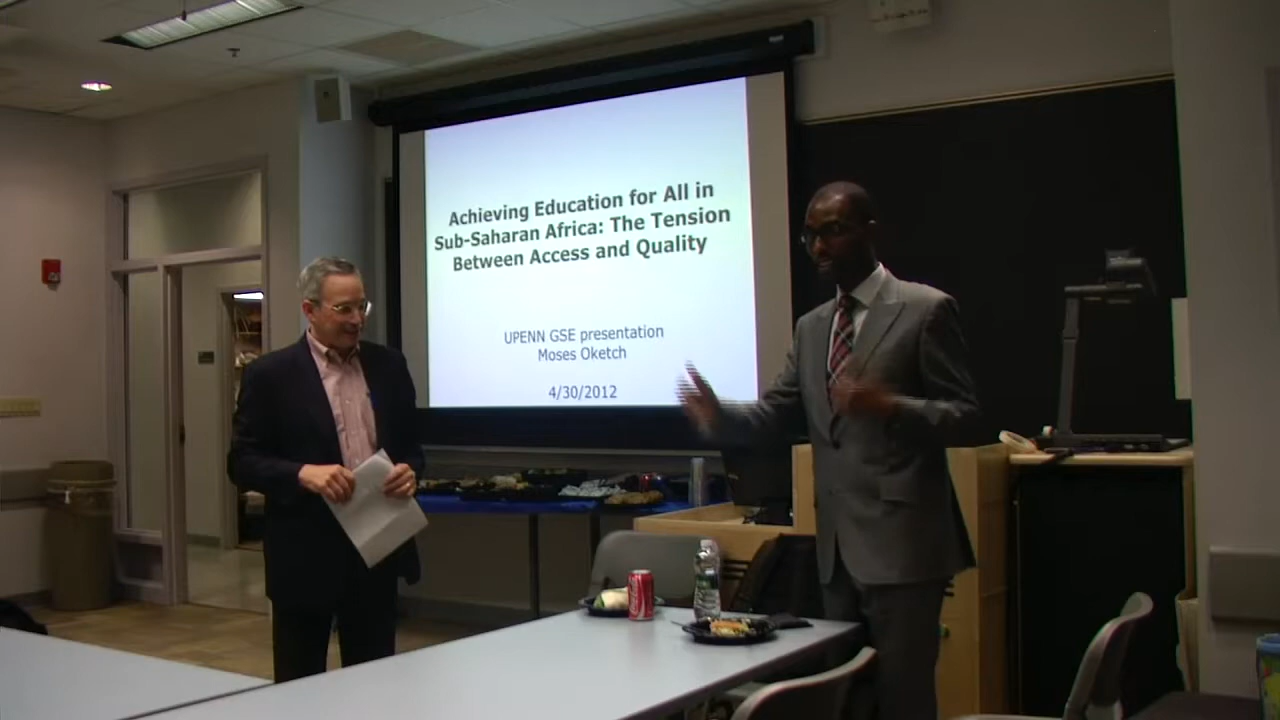 Achieving Education for All in
Sub-Saharan Africa: The Tension
Between Access and Quality
UPENN GSE presentation
Moses Oketch
4/30/2012